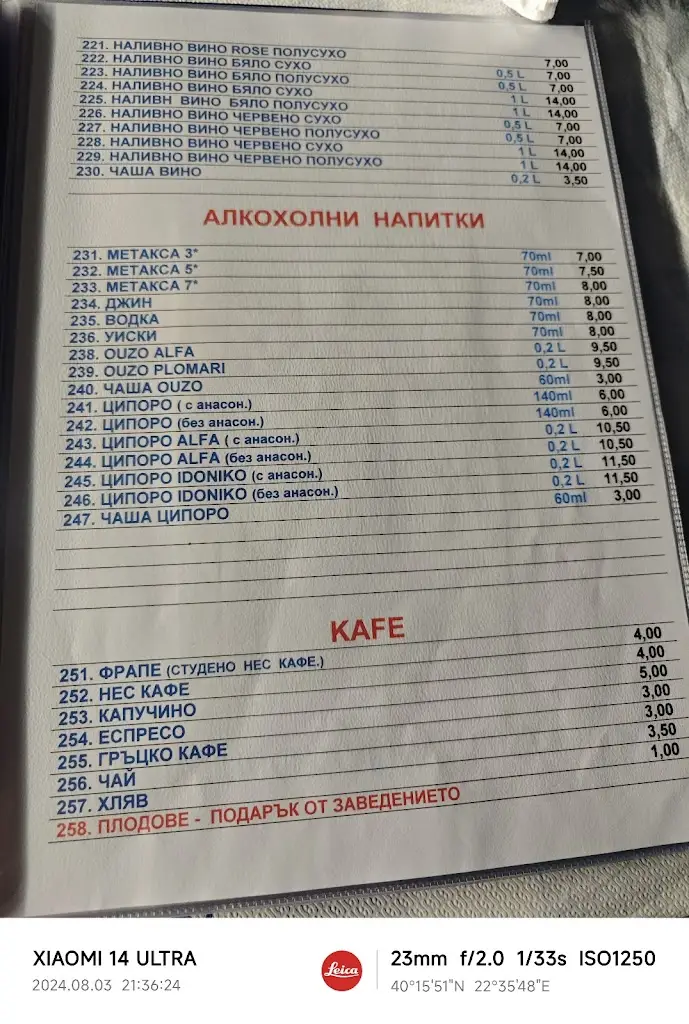 221. НАЛИВНО ВИНО ROSE ПОЛУСУХО 7,00
222. НАЛИВНО ВИНО БЯЛО СУХО 0,5 L 7,00
223. НАЛИВНО ВИНО БЯЛО ПОЛУСУХО 0,5 L 7,00
224. НАЛИВНО ВИНО БЯЛО СУХО 1 L 14,00
225. НАЛИВН ВИНО БЯЛО ПОЛУСУХО 1 L 14,00
226. НАЛИВНО ВИНО ЧЕРВЕНО СУХО 0,5 L 7,00
227. НАЛИВНО ВИНО ЧЕРВЕНО ПОЛУСУХО 0,5 L 7,00
228. НАЛИВНО ВИНО ЧЕРВЕНО СУХО 1 L 14,00
229. НАЛИВНО ВИНО ЧЕРВЕНО ПОЛУСУХО 1 L 14,00
230. ЧАША ВИНО 0,2 L 3,50
АЛКОХОЛНИ НАПИТКИ
231. МЕТАКСА 3* 70ml 7,00
232. МЕТАКСА 5* 70ml 7,50
233. МЕТАКСА 7* 70ml 8,00
234. ДЖИН 70ml 8,00
235. ВОДКА 70ml 8,00
236. УИСКИ 70ml 8,00
238. OUZO ALFA 0,2 L 9,50
239. OUZO PLOMARI 0,2 L 9,50
240. ЧАША OUZO 60ml 3,00
241. ЦИПОРО ( с анасон.) 140ml 6,00
242. ЦИПОРО (без анасон.) 140ml 6,00
243. ЦИПОРО ALFA ( с анасон.) 0,2 L 10,50
244. ЦИПОРО ALFA (без анасон.) 0,2 L 10,50
245. ЦИПОРО IDONIKO (с анасон.) 0,2 L 11,50
246. ЦИПОРО IDONIKO (без анасон.) 0,2 L 11,50
247. ЧАША ЦИПОРО 60ml 3,00
KAFE
251. ФРАПЕ (СТУДЕНО НЕС КАФЕ.) 4,00
252. НЕС КАФЕ 4,00
253. КАПУЧИНО 5,00
254. ЕСПРЕСО 3,00
255. ГРЪЦКО КАФЕ 3,00
256. ЧАЙ 3,50
257. ХЛЯВ 1,00
258. ПЛОДОВЕ - ПОДАРЪК ОТ ЗАВЕДЕНИЕТО
XIAOMI 14 ULTRA
2024.08.03 21:36:24
Leica
23mm f/2.0 1/33s ISO1250
40°15'51"N 22°35'48"E